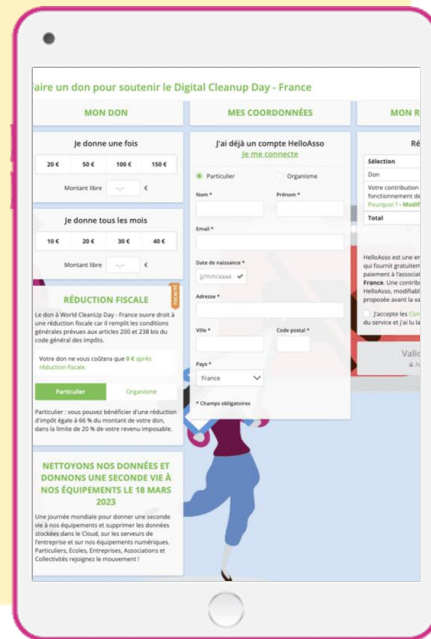 aire un don pour soutenir le Digital Cleanup Day - France
MON DON
Je donne une fois
20 € 50 € 100 € 150 €
Montant libre --,-- €
Je donne tous les mois
10 € 20 € 30 € 40 €
Montant libre --,-- €
RÉDUCTION FISCALE
Le don à World CleanUp Day - France ouvre droit à
une réduction fiscale car il remplit les conditions
générales prévues aux articles 200 et 238 bis du
code général des impôts.
Votre don ne vous coûtera que 0 € après
réduction fiscale.
Particulier Organisme
Particulier : vous pouvez bénéficier d'une réduction
d'impôt égale à 66 % du montant de votre don,
dans la limite de 20 % de votre revenu imposable.
NETTOYONS NOS DONNÉES ET
DONNONS UNE SECONDE VIE À
NOS ÉQUIPEMENTS LE 18 MARS
2023
Une journée mondiale pour donner une seconde
vie à nos équipements et supprimer les données
stockées dans le Cloud, sur les serveurs de
l'entreprise et sur nos équipements numériques.
Particuliers, Ecoles, Entreprises, Associations et
Collectivités rejoignez le mouvement !
MES COORDONNÉES
J'ai déjà un compte HelloAsso
Je me connecte
Particulier Organisme
Nom * Prénom *
Email *
Date de naissance *
jj/mm/aaaa
Adresse *
Ville * Code postal *
Pays *
France
* Champs obligatoires
MON R
Ré
Sélection
Don
Votre contribution
fonctionnement de
Pourquoi ? - Modif
Total
HelloAsso est une en
qui fournit gratuitem
paiement à l'associat
France. Une contrib
HelloAsso, modifiabl
proposée avant la va
J'accepte les Con
du service et j'ai lu la
Valid